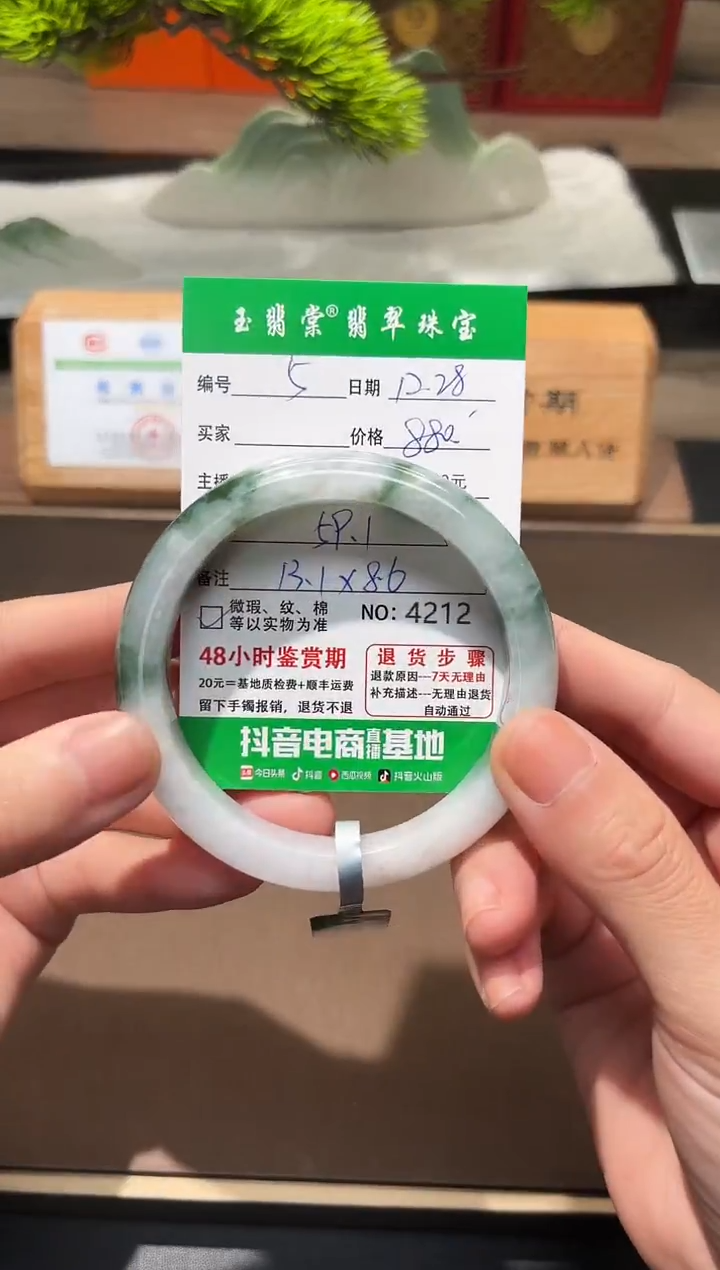 玉翡棠®翡翠珠宝
编号 5 日期 12-28
买家 价格 880
主播 元
59.1
备注 13.1×8.6
微瑕、纹、棉
等以实物为准
NO: 4212
48小时鉴赏期
20元=基地质检费+顺丰运费
留下手镯报销，退货不退
退货步骤
退款原因---7天无理由
补充描述---无理由退货
自动通过
抖音电商直播基地
今日头条 抖音 西瓜视频 抖音火山版